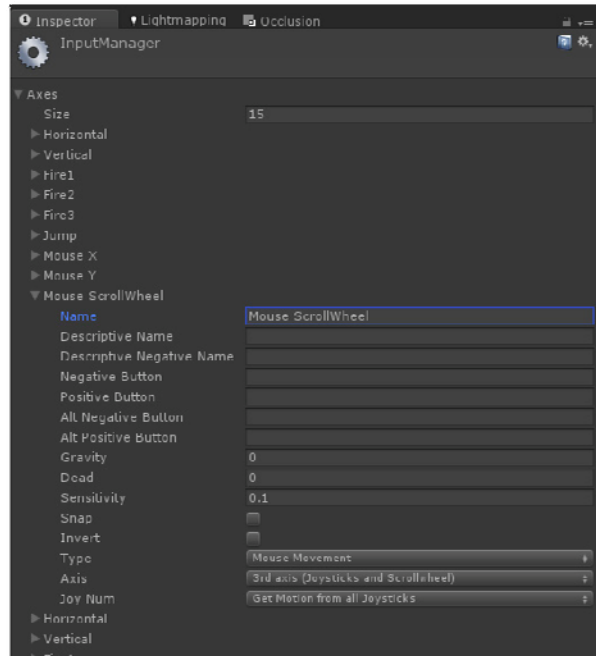 Inspector Lightmapping Occlusion
InputManager
Axes
Size 15
Horizontal
Vertical
Fire1
Fire2
Fire3
Jump
Mouse X
Mouse Y
Mouse ScrollWheel
Name Mouse ScrollWheel
Descriptive Name
Descriptive Negative Name
Negative Button
Positive Button
Alt Negative Button
Alt Positive Button
Gravity 0
Dead 0
Sensitivity 0.1
Snap
Invert
Type Mouse Movement
Axis 3rd axis (Joysticks and Scrollwheel)
Joy Num Get Motion from all Joysticks
Horizontal
Vertical